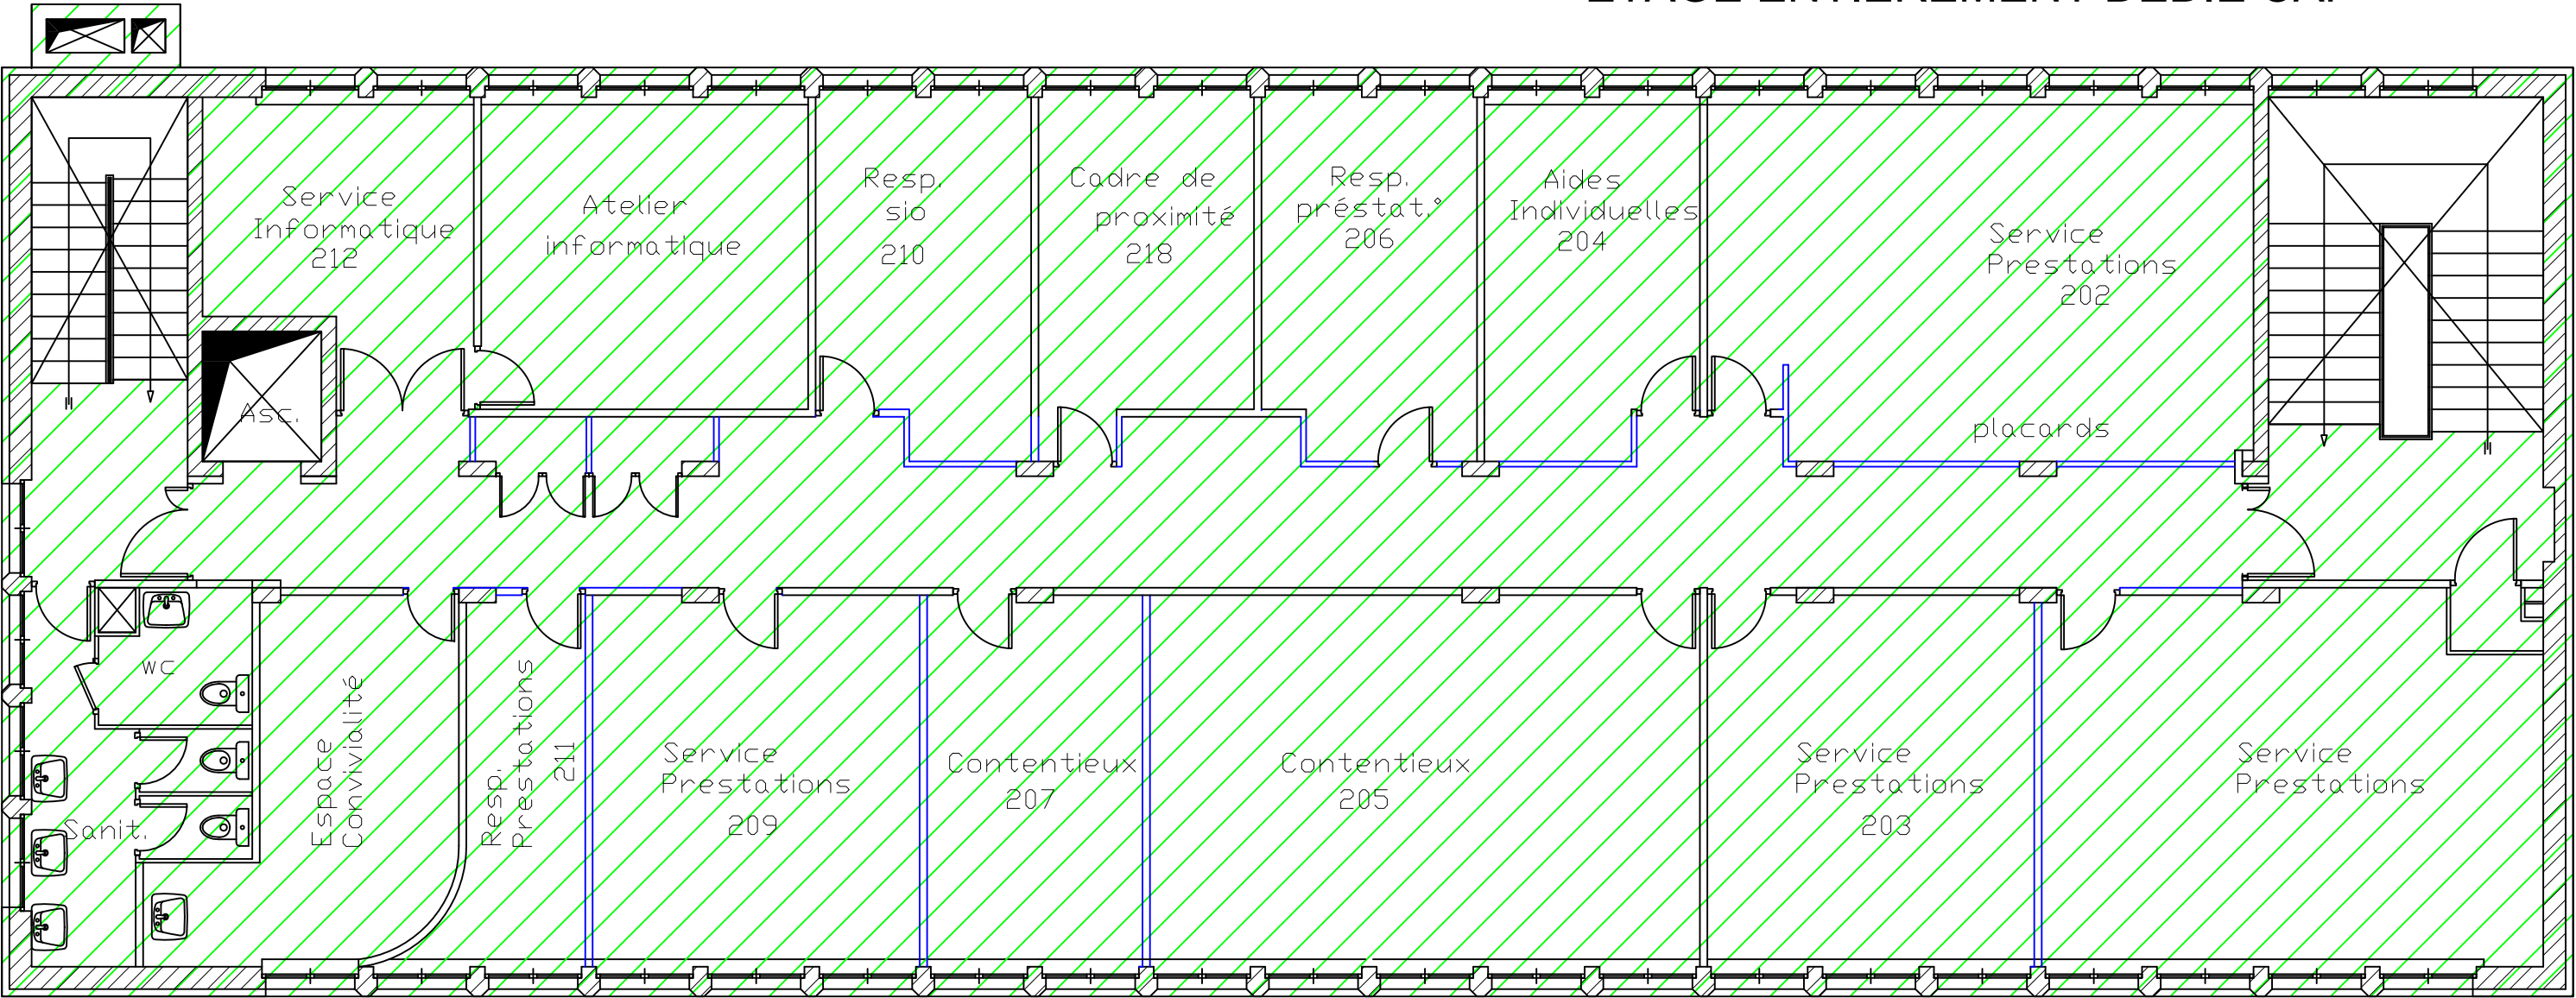 Service
Informatique
212
Atelier
informatique
Resp.
sio
210
Cadre de
proximité
218
Resp.
préstat.°
206
Aides
Individuelles
204
Service
Prestations
202
placards
Asc.
WC
Sanit.
Espace
Convivialité
Resp.
Prestations
211
Service
Prestations
209
Contentieux
207
Contentieux
205
Service
Prestations
203
Service
Prestations